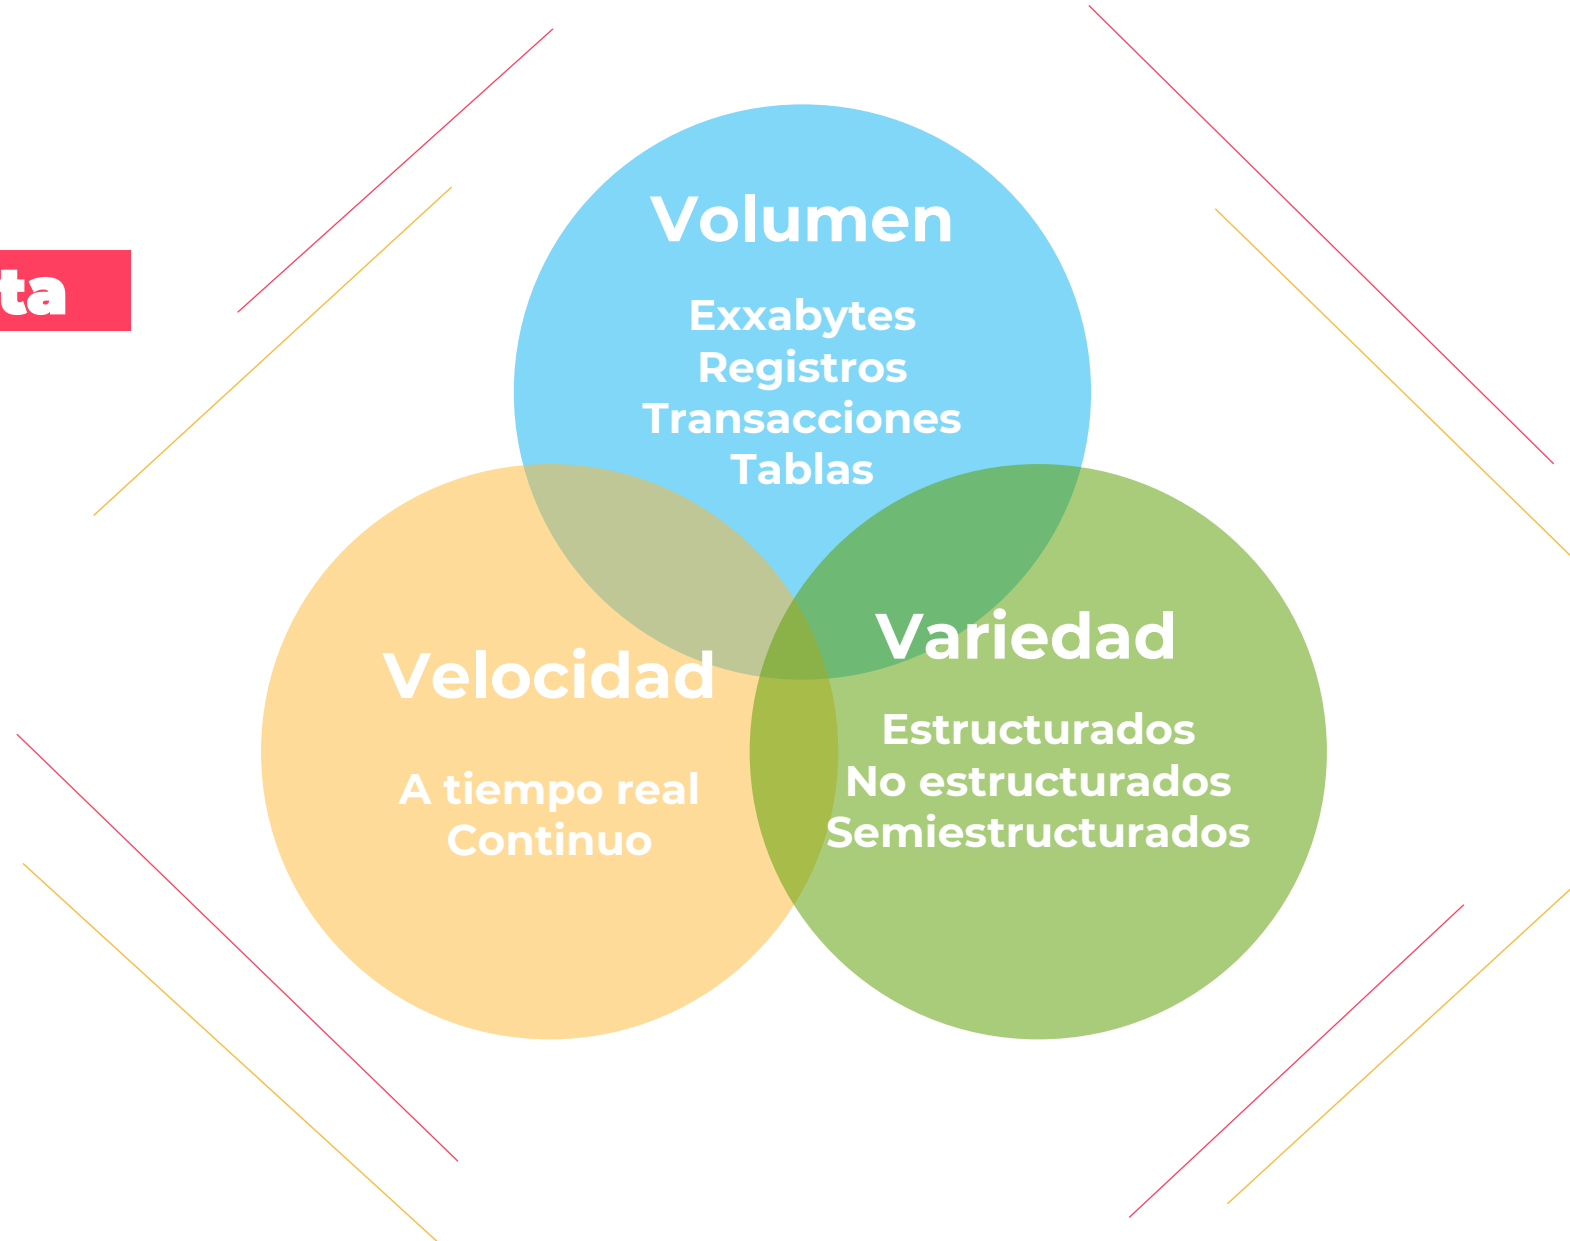 ta
Volumen
Exxabytes
Registros
Transacciones
Tablas
Velocidad
A tiempo real
Continuo
Variedad
Estructurados
No estructurados
Semiestructurados